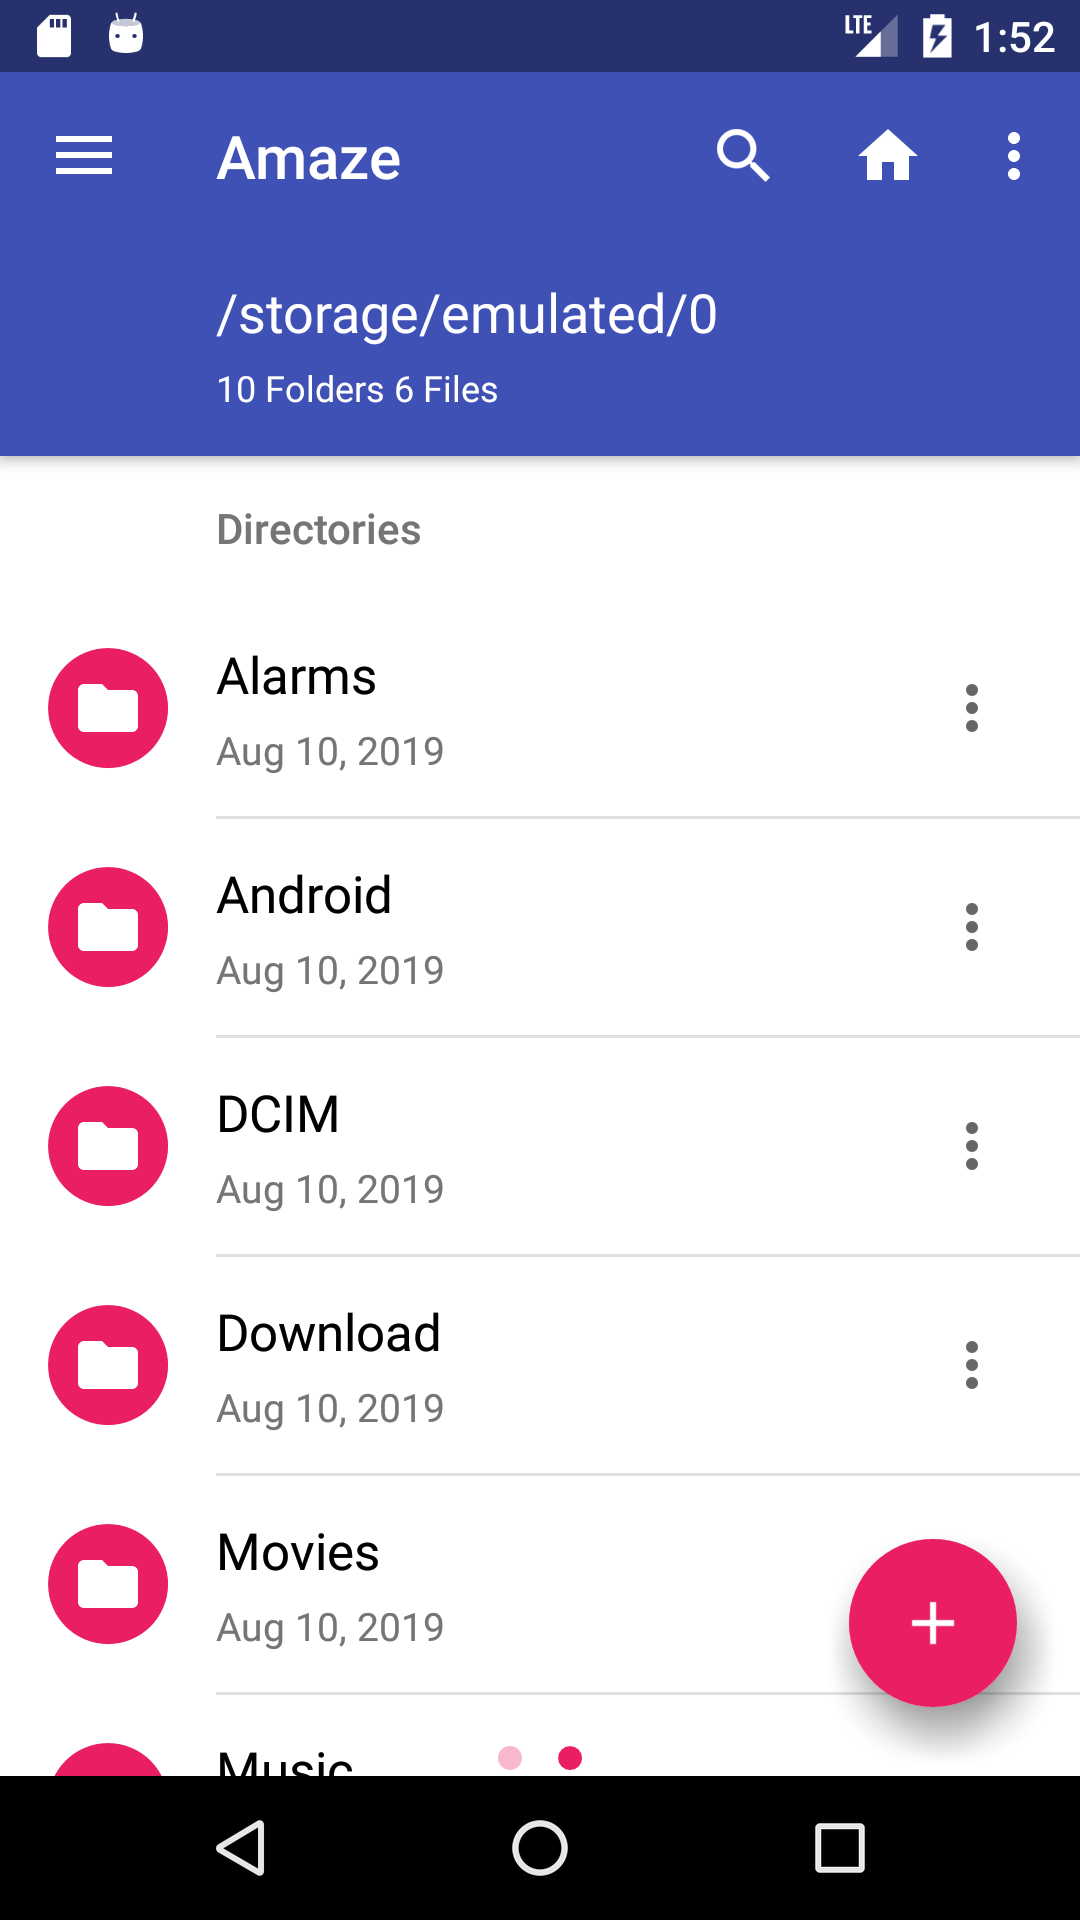 LTE 1:52
Amaze
/storage/emulated/0
10 Folders 6 Files
Directories
Alarms
Aug 10, 2019
Android
Aug 10, 2019
DCIM
Aug 10, 2019
Download
Aug 10, 2019
Movies
Aug 10, 2019
Music